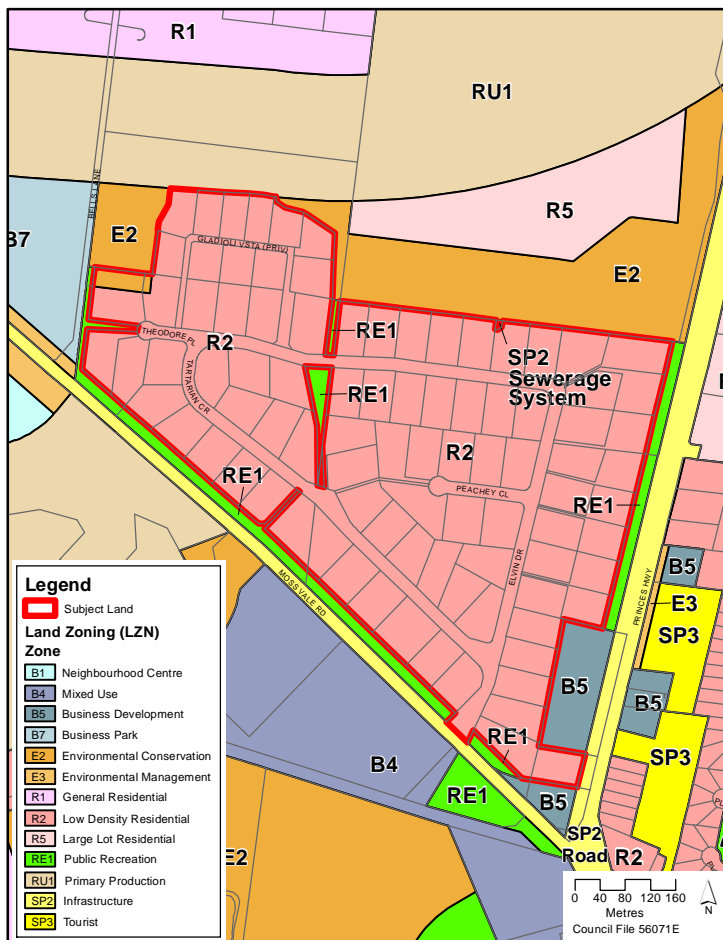 R1
RU1
BELLS LANE
R5
E2
B7
GLADIOLI VSTA (PRIV)
E2
RE1
THEODORE PL
R2
SP2
Sewerage
System
TARTARIAN CR
RE1
R2
RE1
PEACHEY CL
RE1
ELVIN DR
PRINCES HWY
B5
E3
SP3
MOSSVALE RD
B5
B5
RE1
SP3
B4
RE1
B5
SP2
Road
R2
E2
Legend
Subject Land
Land Zoning (LZN)
Zone
B1 Neighbourhood Centre
B4 Mixed Use
B5 Business Development
B7 Business Park
E2 Environmental Conservation
E3 Environmental Management
R1 General Residential
R2 Low Density Residential
R5 Large Lot Residential
RE1 Public Recreation
RU1 Primary Production
SP2 Infrastructure
SP3 Tourist
0 40 80 120 160
Metres
N
Council File 56071E